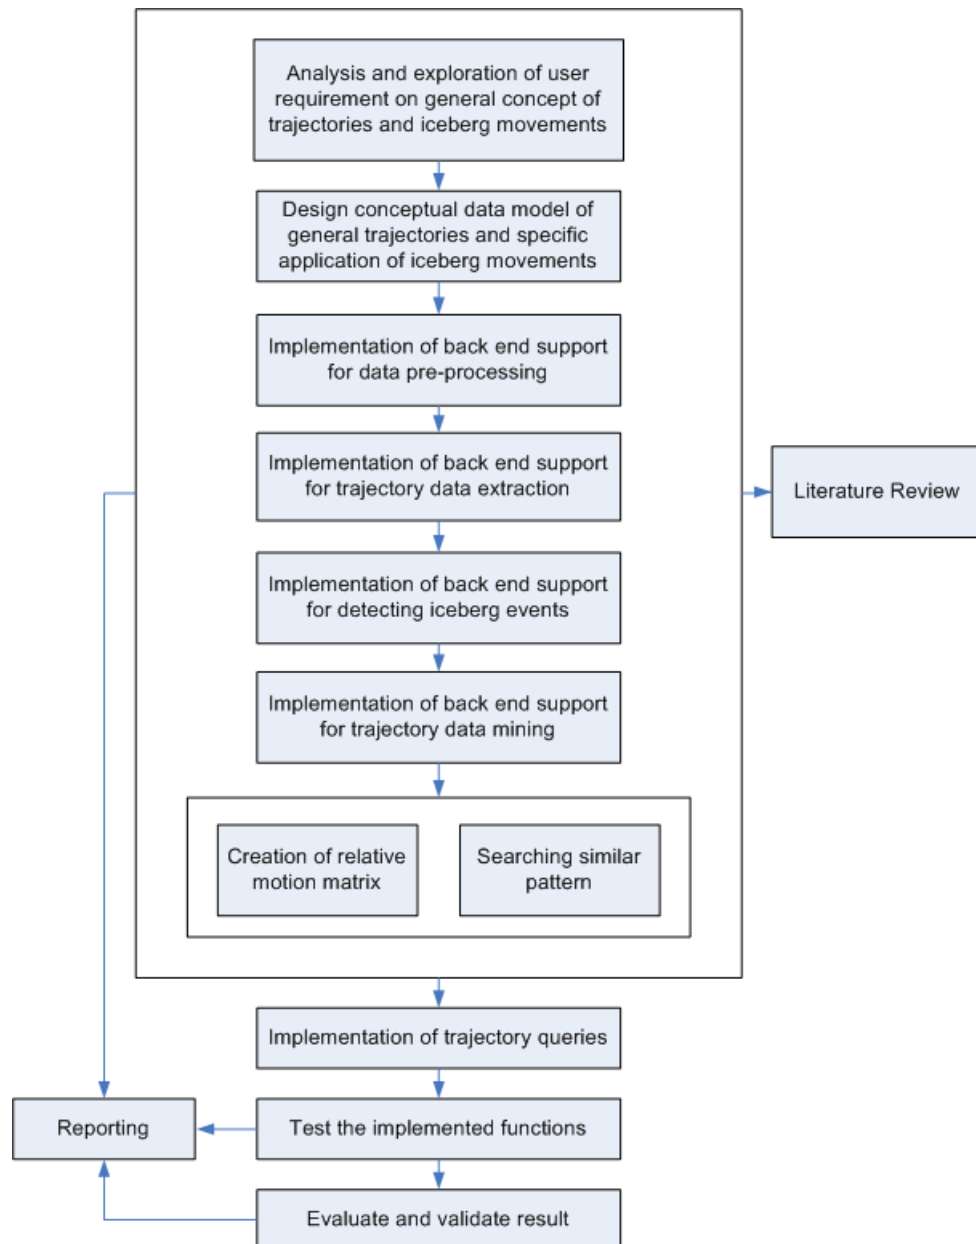 Analysis and exploration of user
requirement on general concept of
trajectories and iceberg movements
Design conceptual data model of
general trajectories and specific
application of iceberg movements
Implementation of back end support
for data pre-processing
Implementation of back end support
for trajectory data extraction
Literature Review
Implementation of back end support
for detecting iceberg events
Implementation of back end support
for trajectory data mining
Creation of relative
motion matrix
Searching similar
pattern
Implementation of trajectory queries
Reporting
Test the implemented functions
Evaluate and validate result